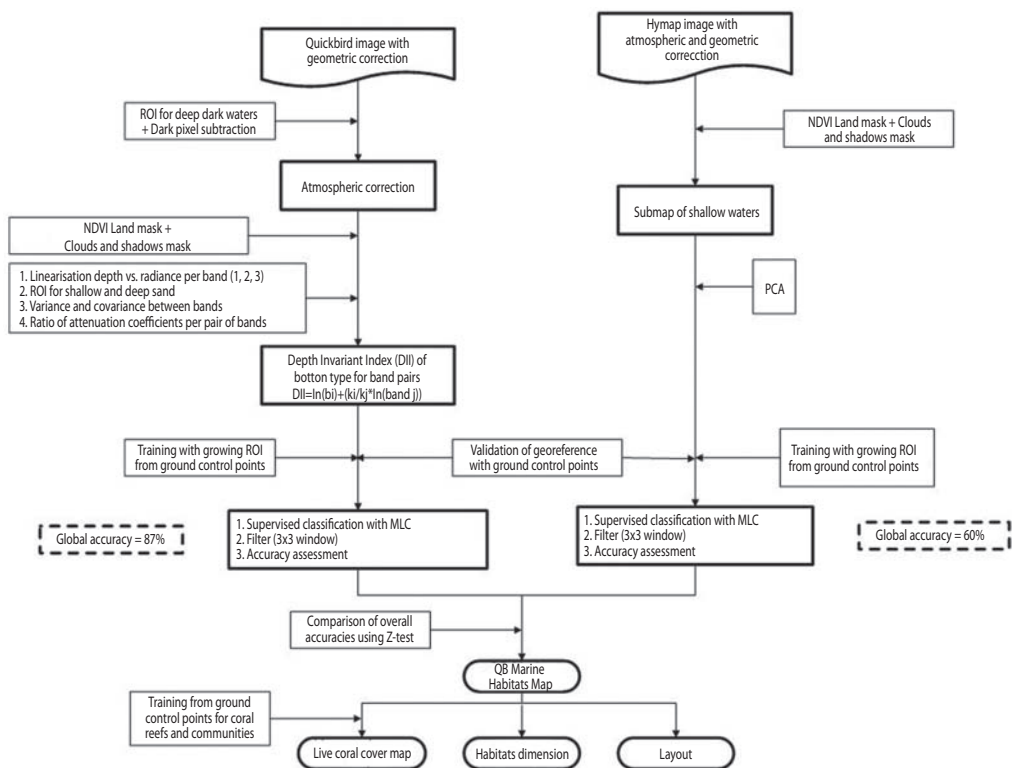 Quickbird image with
geometric correction
Hymap image with
atmospheric and geometric
correcction
ROI for deep dark waters
+ Dark pixel subtraction
NDVI Land mask + Clouds
and shadows mask
Atmospheric correction
Submap of shallow waters
NDVI Land mask +
Clouds and shadows mask
1. Linearisation depth vs. radiance per band (1, 2, 3)
2. ROI for shallow and deep sand
3. Variance and covariance between bands
4. Ratio of attenuation coefficients per pair of bands
PCA
Depth Invariant Index (DII) of
botton type for band pairs
DII=ln(bi)+(ki/kj*ln(band j))
Training with growing ROI
from ground control points
Validation of georeference
with ground control points
Training with growing ROI
from ground control points
Global accuracy = 87%
1. Supervised classification with MLC
2. Filter (3x3 window)
3. Accuracy assessment
1. Supervised classification with MLC
2. Filter (3x3 window)
3. Accuracy assessment
Global accuracy = 60%
Comparison of overall
accuracies using Z-test
QB Marine
Habitats Map
Training from ground
control points for coral
reefs and communities
Live coral cover map
Habitats dimension
Layout